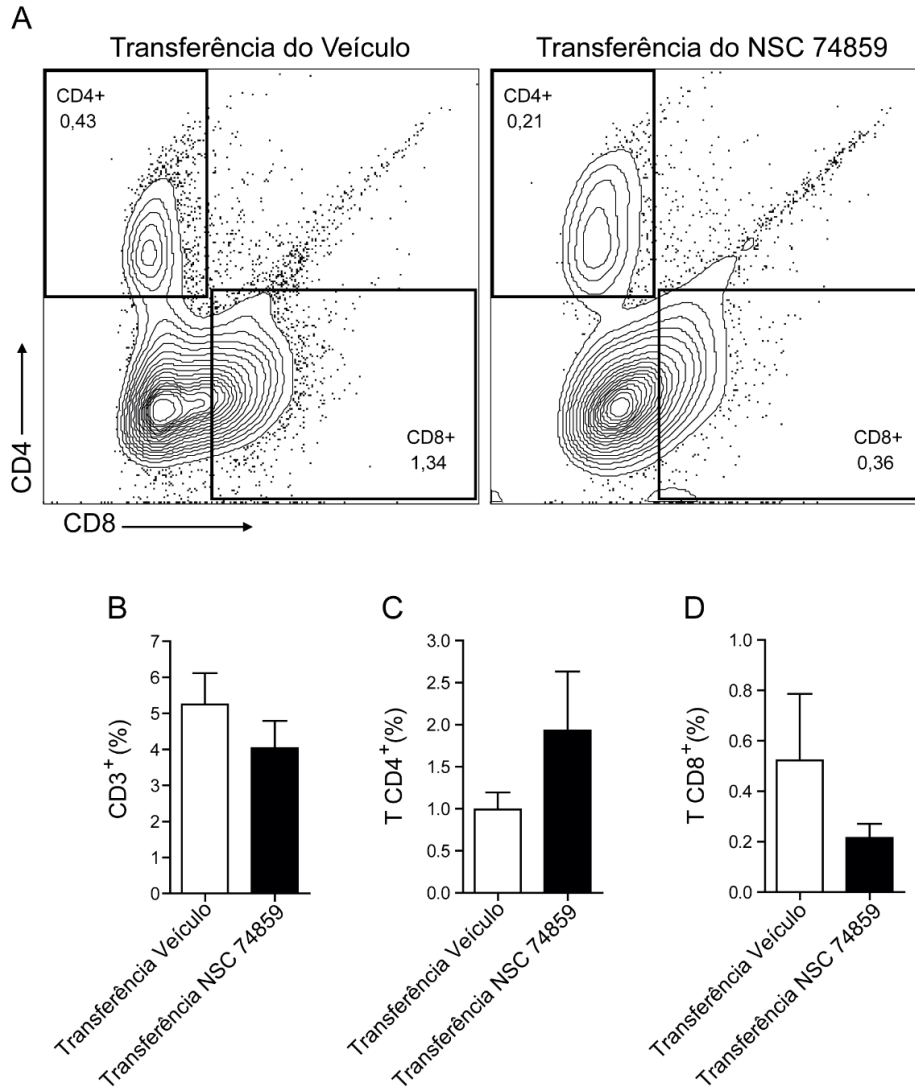 A
Transferência do Veículo
Transferência do NSC 74859
CD4+
0,43
CD8+
1,34
CD4+
0,21
CD8+
0,36
CD4
CD8
B
CD3+(%)
7
6
5
4
3
2
1
0
Transferência Veículo
Transferência NSC 74859
C
T CD4+(%)
3.0
2.5
2.0
1.5
1.0
0.5
0.0
Transferência Veículo
Transferência NSC 74859
D
T CD8+(%)
1.0
0.8
0.6
0.4
0.2
0.0
Transferência Veículo
Transferência NSC 74859